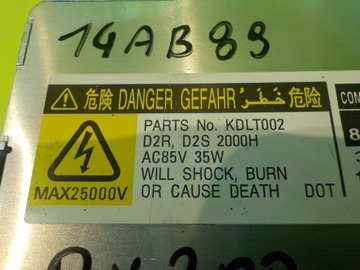 14AB89
危険 DANGER GEFAHR خَطَر 危险
PARTS No. KDLT002
D2R, D2S 2000H
AC85V 35W
WILL SHOCK, BURN
OR CAUSE DEATH DOT
MAX25000V
CON